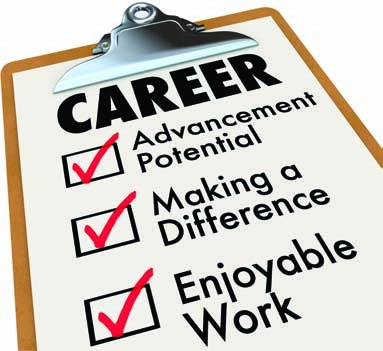 CAREER
Advancement
Potential
Making a
Difference
Enjoyable
Work